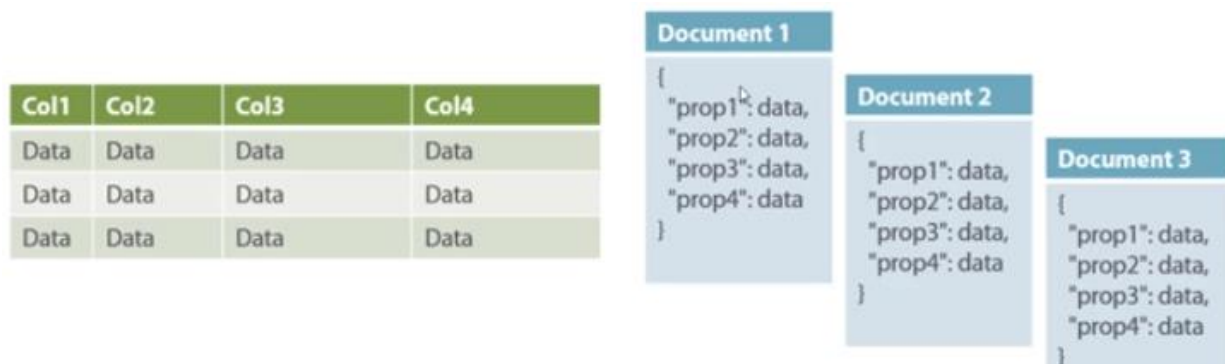 Col1 Col2 Col3 Col4
Data Data Data Data
Data Data Data Data
Data Data Data Data
Document 1
{
"prop1": data,
"prop2": data,
"prop3": data,
"prop4": data
}
Document 2
{
"prop1": data,
"prop2": data,
"prop3": data,
"prop4": data
}
Document 3
{
"prop1": data,
"prop2": data,
"prop3": data,
"prop4": data
}